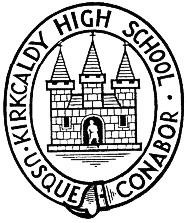 · KIRKCALDY HIGH SCHOOL ·
USQUE CONABOR